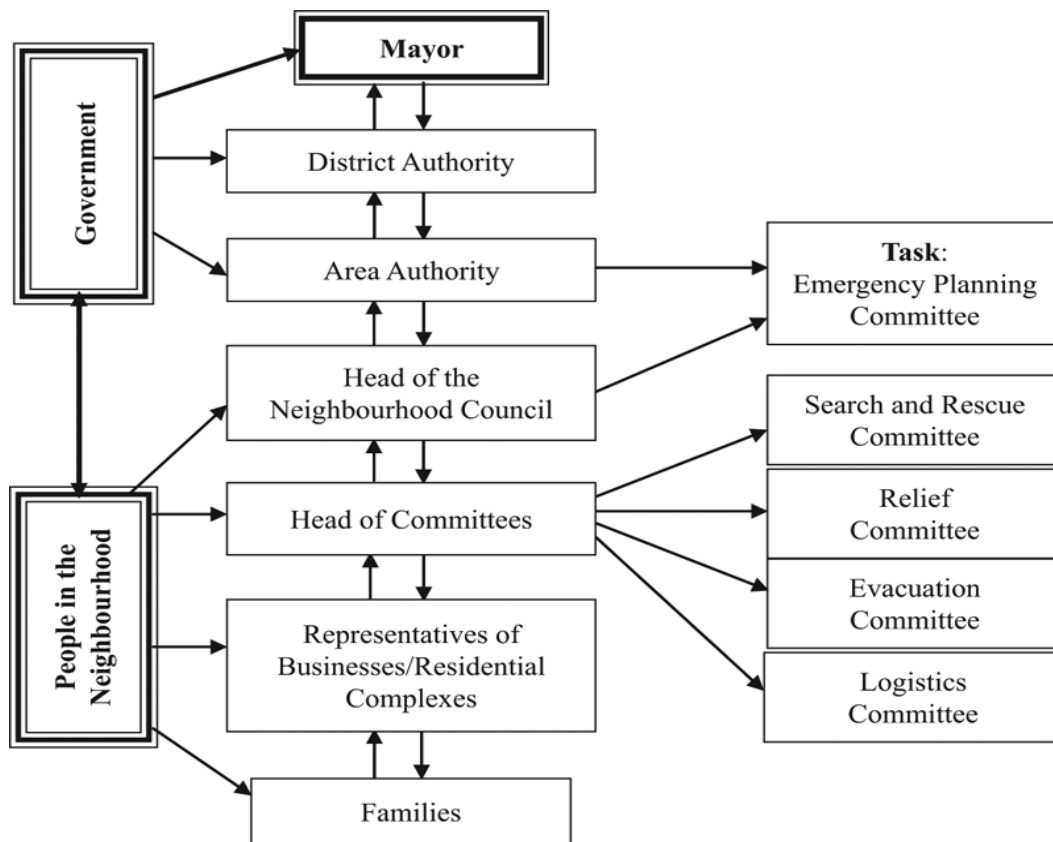 Government
Mayor
District Authority
Area Authority
Task:
Emergency Planning
Committee
Head of the
Neighbourhood Council
Search and Rescue
Committee
People in the
Neighbourhood
Head of Committees
Relief
Committee
Evacuation
Committee
Representatives of
Businesses/Residential
Complexes
Logistics
Committee
Families